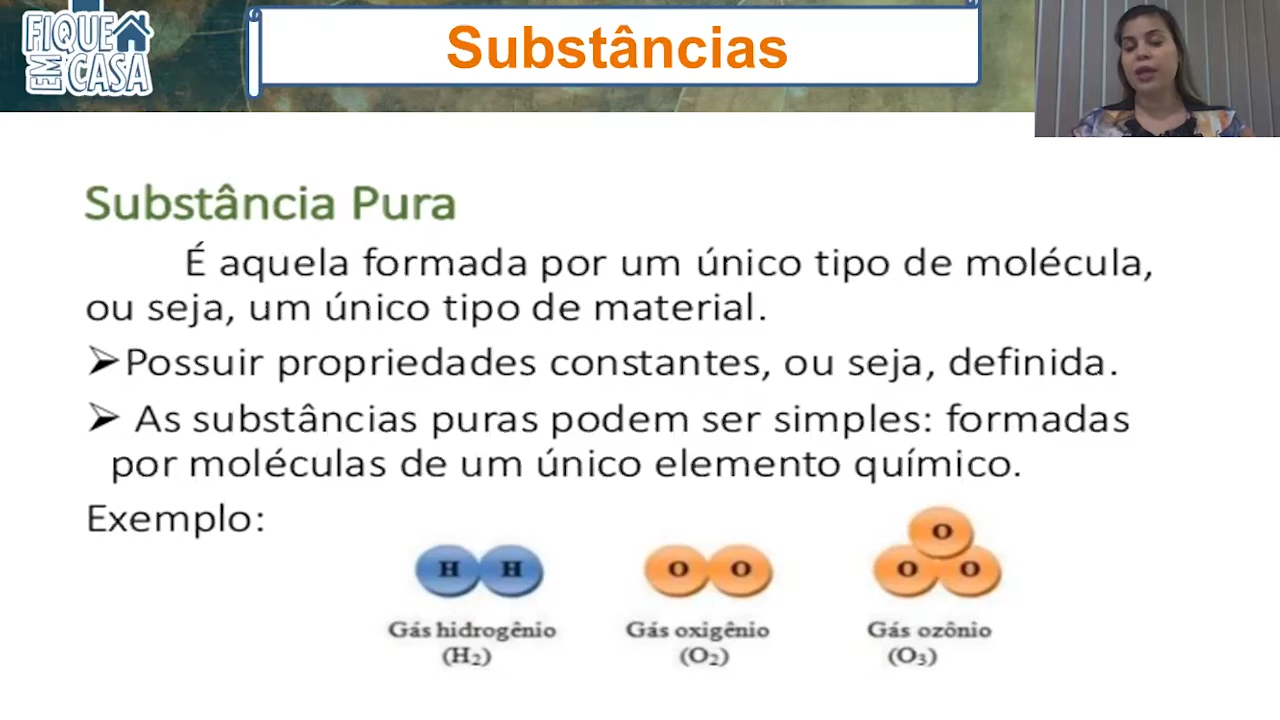 FIQUE
EM CASA
Substâncias
Substância Pura
É aquela formada por um único tipo de molécula,
ou seja, um único tipo de material.
➢Possuir propriedades constantes, ou seja, definida.
➢ As substâncias puras podem ser simples: formadas
por moléculas de um único elemento químico.
Exemplo:
H H
O O
O
O O
Gás hidrogênio
(H₂)
Gás oxigênio
(O₂)
Gás ozônio
(O₃)